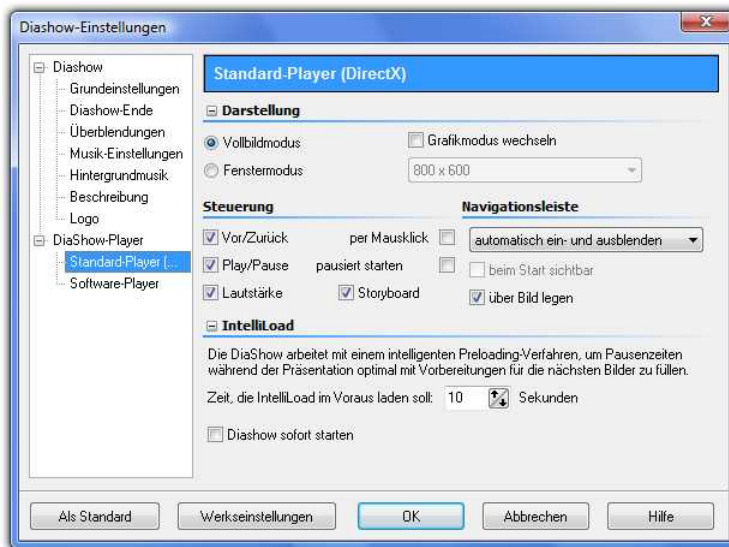 Diashow-Einstellungen
Diashow
Grundeinstellungen
Diashow-Ende
Überblendungen
Musik-Einstellungen
Hintergrundmusik
Beschreibung
Logo
DiaShow-Player
Standard-Player (...
Software-Player
Standard-Player (DirectX)
Darstellung
Vollbildmodus
Grafikmodus wechseln
Fenstermodus
800 x 600
Steuerung
Vor/Zurück per Mausklick
Play/Pause pausiert starten
Lautstärke Storyboard
Navigationsleiste
automatisch ein- und ausblenden
beim Start sichtbar
über Bild legen
IntelliLoad
Die DiaShow arbeitet mit einem intelligenten Preloading-Verfahren, um Pausenzeiten
während der Präsentation optimal mit Vorbereitungen für die nächsten Bilder zu füllen.
Zeit, die IntelliLoad im Voraus laden soll: 10 Sekunden
Diashow sofort starten
Als Standard
Werkseinstellungen
OK
Abbrechen
Hilfe